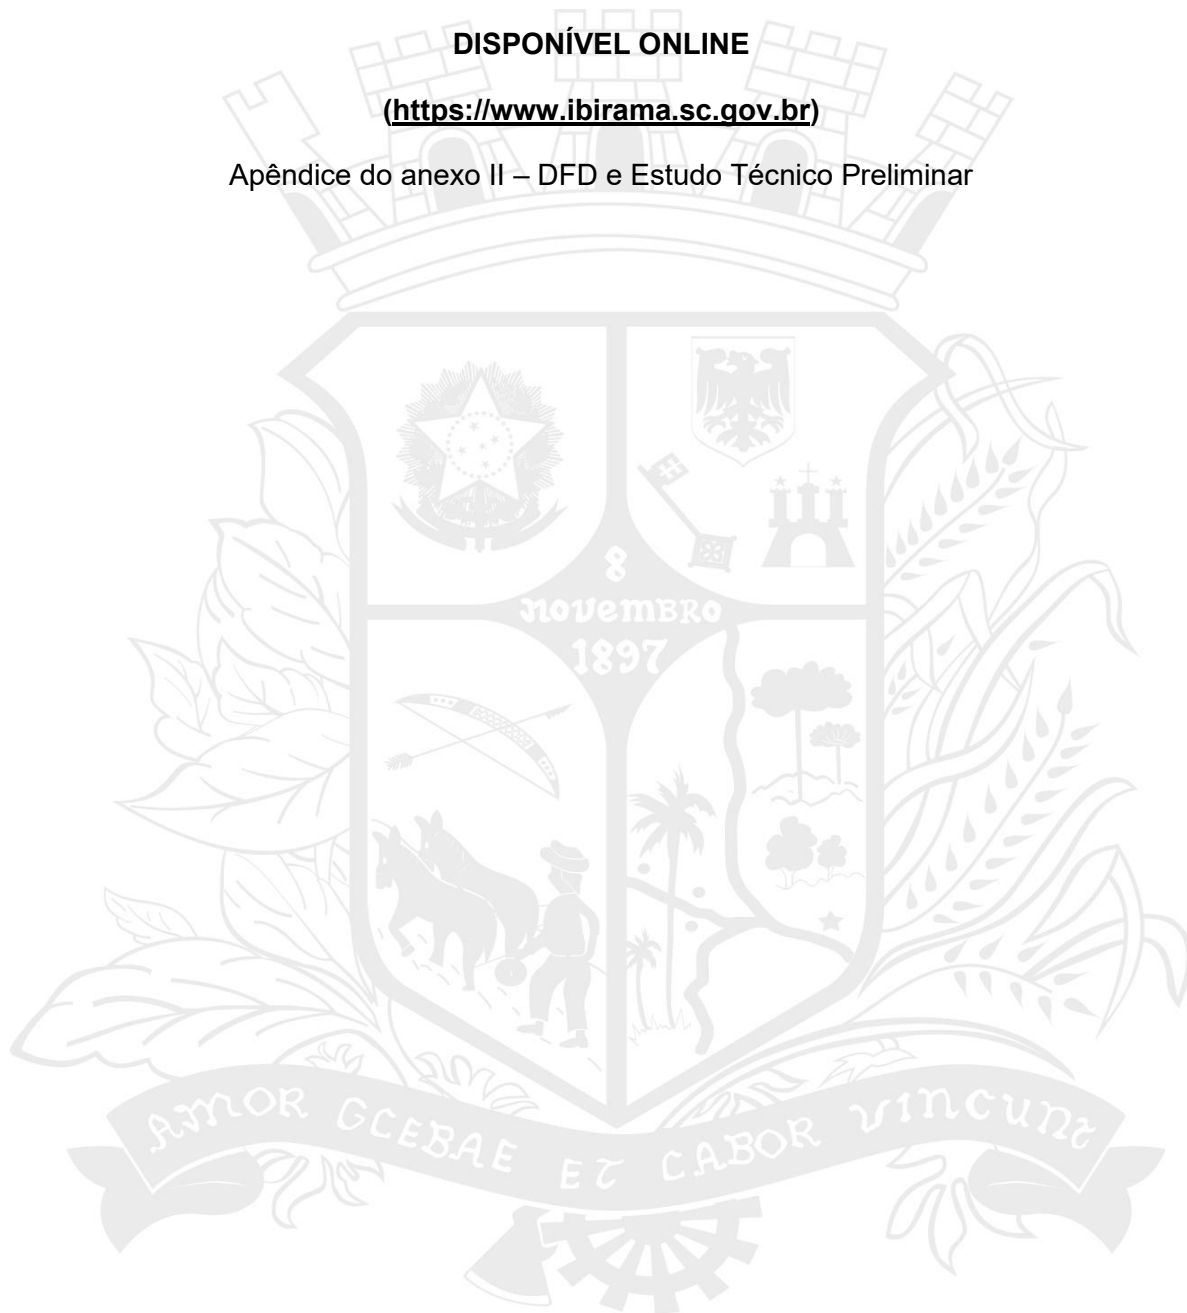 DISPONÍVEL ONLINE
(https://www.ibirama.sc.gov.br)
Apêndice do anexo II – DFD e Estudo Técnico Preliminar
8
NOVEMBRO
1897
AMOR GLEBAE ET LABOR VINCUNT